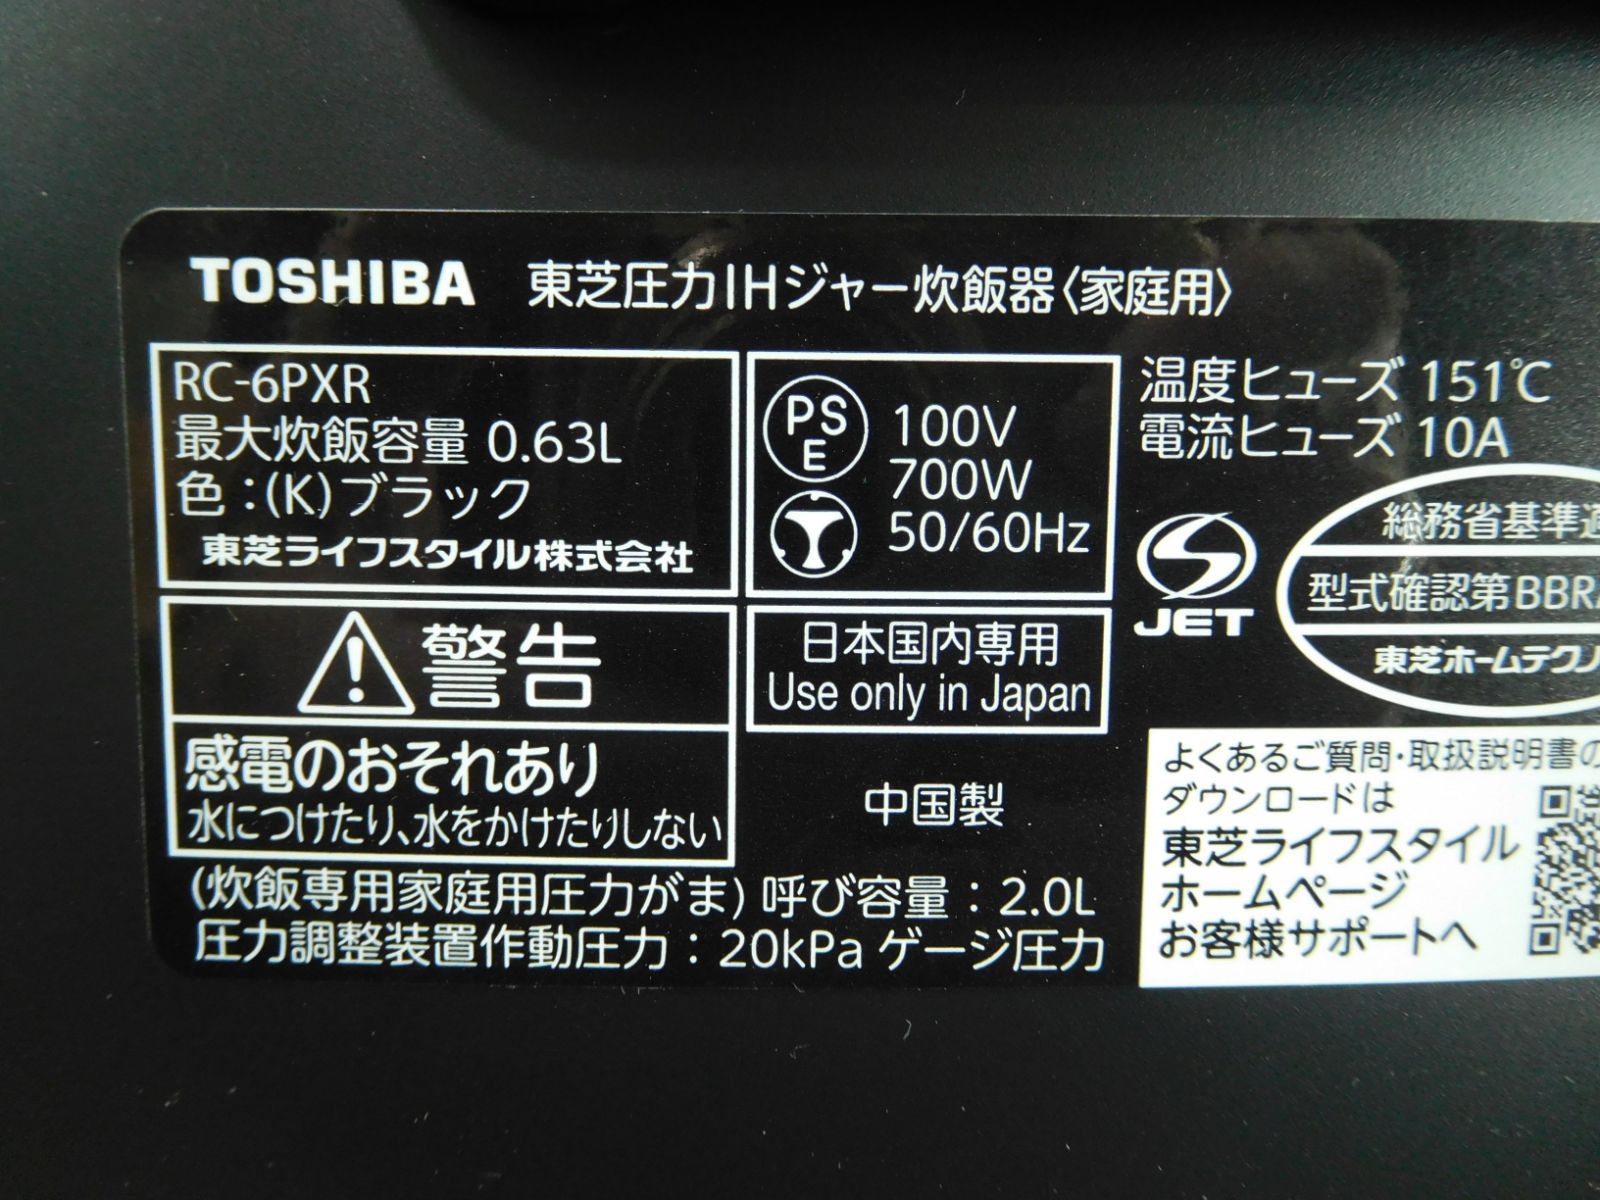 TOSHIBA 東芝圧力IHジャー炊飯器〈家庭用〉
RC-6PXR
最大炊飯容量 0.63L
色：(K)ブラック
東芝ライフスタイル株式会社
PS
E
100V
700W
50/60Hz
温度ヒューズ 151℃
電流ヒューズ 10A
JET
総務省基準適
型式確認第BBR
東芝ホームテクノ
警告
感電のおそれあり
水につけたり、水をかけたりしない
日本国内専用
Use only in Japan
中国製
(炊飯専用家庭用圧力がま) 呼び容量：2.0L
圧力調整装置作動圧力：20kPa ゲージ圧力
よくあるご質問・取扱説明書の
ダウンロードは
東芝ライフスタイル
ホームページ
お客様サポートへ